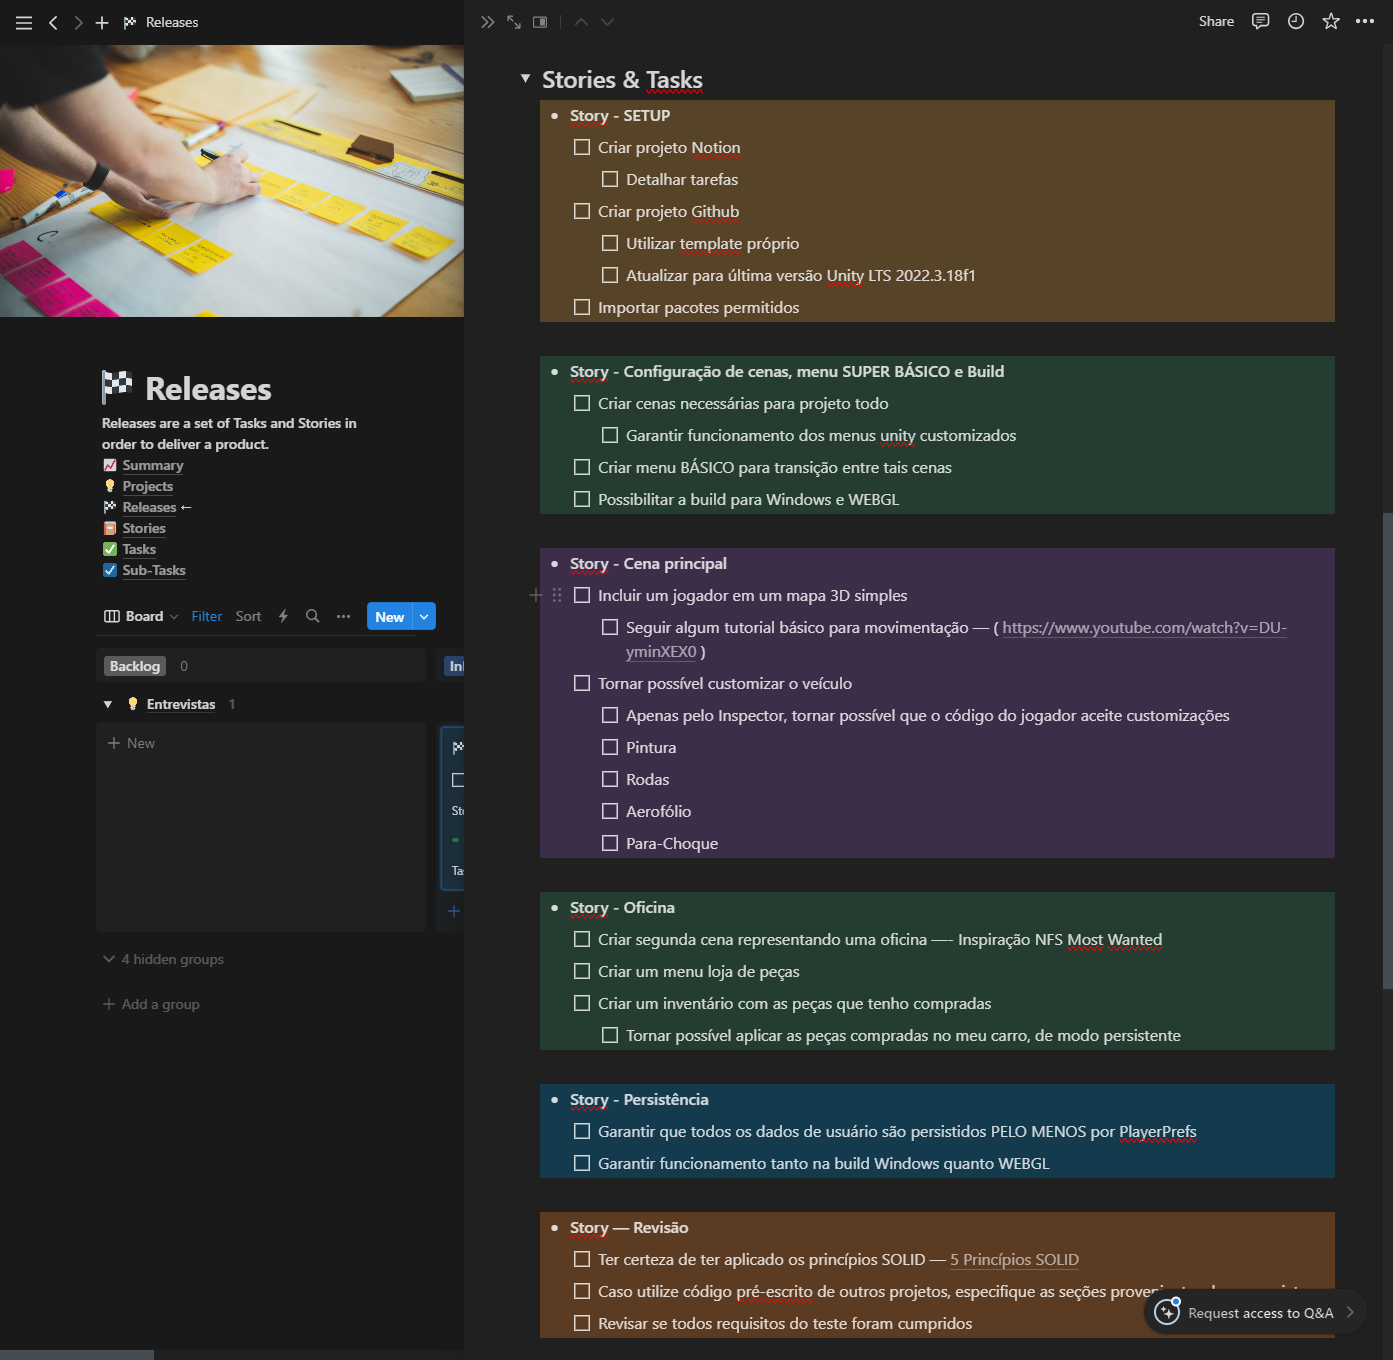 Releases
Releases
Releases are a set of Tasks and Stories in
order to deliver a product.
Summary
Projects
Releases ←
Stories
Tasks
Sub-Tasks
Board
Filter
Sort
New
Backlog 0
Entrevistas 1
+ New
4 hidden groups
+ Add a group
Share
Stories & Tasks
• Story - SETUP
Criar projeto Notion
Detalhar tarefas
Criar projeto Github
Utilizar template próprio
Atualizar para última versão Unity LTS 2022.3.18f1
Importar pacotes permitidos
• Story - Configuração de cenas, menu SUPER BÁSICO e Build
Criar cenas necessárias para projeto todo
Garantir funcionamento dos menus unity customizados
Criar menu BÁSICO para transição entre tais cenas
Possibilitar a build para Windows e WEBGL
• Story - Cena principal
Incluir um jogador em um mapa 3D simples
Seguir algum tutorial básico para movimentação — ( https://www.youtube.com/watch?v=DU-
yminXEX0 )
Tornar possível customizar o veículo
Apenas pelo Inspector, tornar possível que o código do jogador aceite customizações
Pintura
Rodas
Aerofólio
Para-Choque
• Story - Oficina
Criar segunda cena representando uma oficina —- Inspiração NFS Most Wanted
Criar um menu loja de peças
Criar um inventário com as peças que tenho compradas
Tornar possível aplicar as peças compradas no meu carro, de modo persistente
• Story - Persistência
Garantir que todos os dados de usuário são persistidos PELO MENOS por PlayerPrefs
Garantir funcionamento tanto na build Windows quanto WEBGL
• Story — Revisão
Ter certeza de ter aplicado os princípios SOLID — 5 Princípios SOLID
Caso utilize código pré-escrito de outros projetos, especifique as seções
Revisar se todos requisitos do teste foram cumpridos
Request access to Q&A